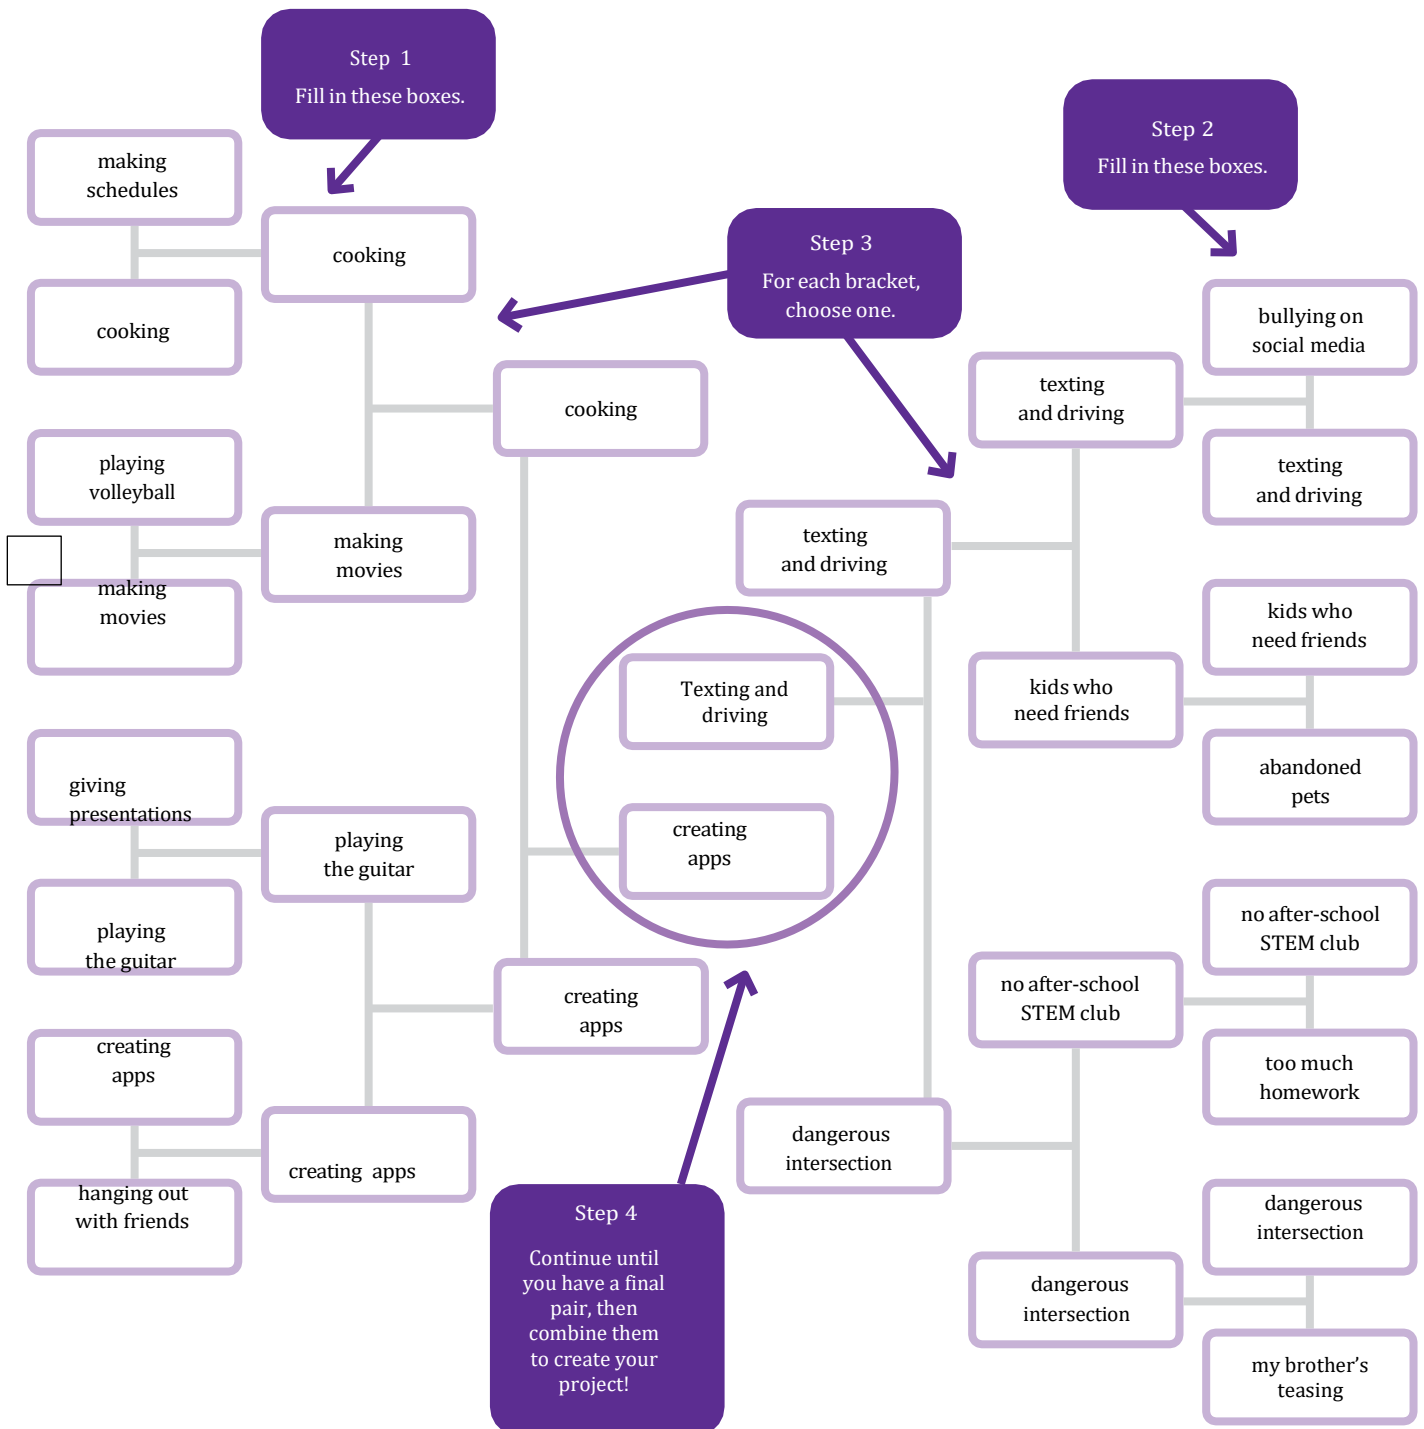 Step 1
Fill in these boxes.
making
schedules
cooking
cooking
playing
volleyball
making
movies
making
movies
giving
presentations
playing
the guitar
playing
the guitar
creating
apps
hanging out
with friends
creating apps
cooking
creating
apps
Step 3
For each bracket,
choose one.
Texting and
driving
creating
apps
Step 4
Continue until
you have a final
pair, then
combine them
to create your
project!
Step 2
Fill in these boxes.
texting
and driving
dangerous
intersection
texting
and driving
kids who
need friends
no after-school
STEM club
dangerous
intersection
bullying on
social media
texting
and driving
kids who
need friends
abandoned
pets
no after-school
STEM club
too much
homework
dangerous
intersection
my brother's
teasing